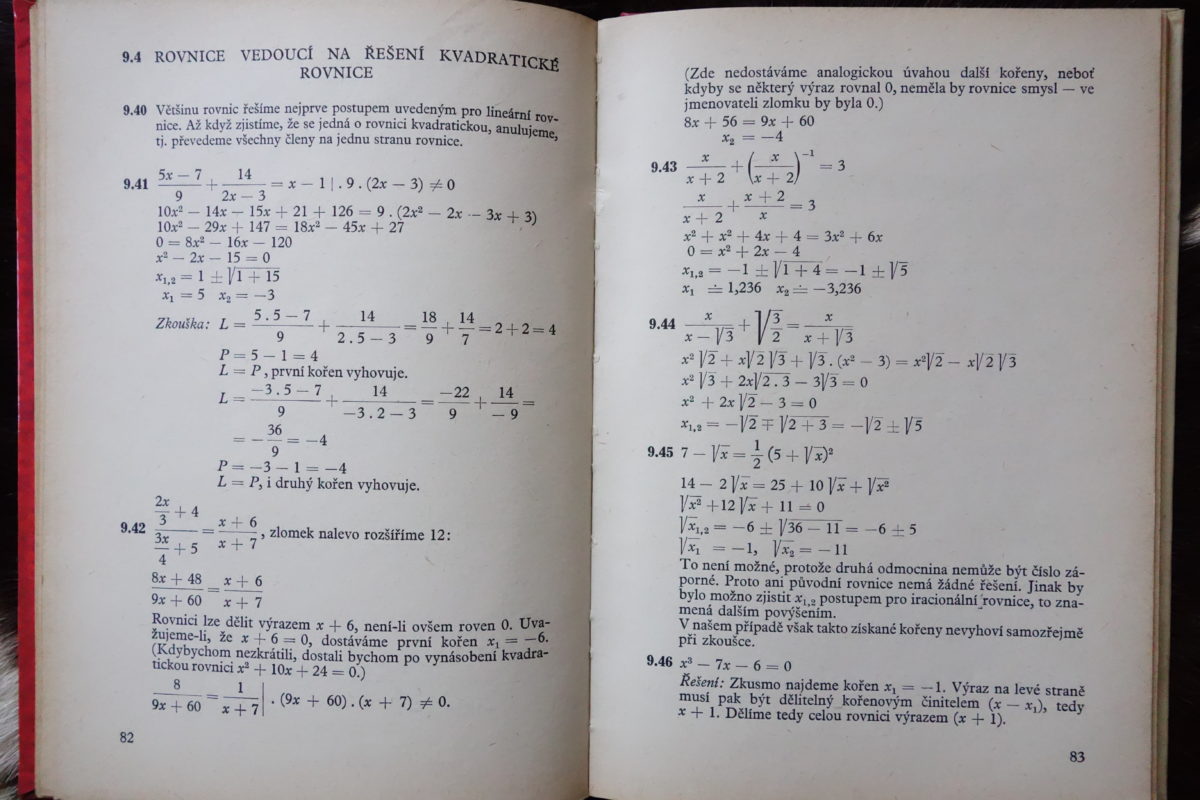 9.4 ROVNICE VEDOUCÍ NA ŘEŠENÍ KVADRATICKÉ
ROVNICE
9.40 Většinu rovnic řešíme nejprve postupem uvedeným pro lineární rov-
nice. Až když zjistíme, že se jedná o rovnici kvadratickou, anulujeme,
tj. převedeme všechny členy na jednu stranu rovnice.
9.41 (5x − 7)/9 + 14/(2x − 3) = x − 1 | . 9 . (2x − 3) ≠ 0
10x² − 14x − 15x + 21 + 126 = 9 . (2x² − 2x − 3x + 3)
10x² − 29x + 147 = 18x² − 45x + 27
0 = 8x² − 16x − 120
x² − 2x − 15 = 0
x₁,₂ = 1 ± √(1 + 15)
x₁ = 5 x₂ = −3
Zkouška: L = (5 . 5 − 7)/9 + 14/(2 . 5 − 3) = 18/9 + 14/7 = 2 + 2 = 4
P = 5 − 1 = 4
L = P, první kořen vyhovuje.
L = (−3 . 5 − 7)/9 + 14/(−3 . 2 − 3) = −22/9 + 14/−9 =
= −36/9 = −4
P = −3 − 1 = −4
L = P, i druhý kořen vyhovuje.
9.42 (2x/3 + 4)/(3x/4 + 5) = (x + 6)/(x + 7), zlomek nalevo rozšíříme 12:
(8x + 48)/(9x + 60) = (x + 6)/(x + 7)
Rovnici lze dělit výrazem x + 6, není-li ovšem roven 0. Uva-
žujeme-li, že x + 6 = 0, dostáváme první kořen x₁ = −6.
(Kdybychom nezkrátili, dostali bychom po vynásobení kvadra-
tickou rovnici x² + 10x + 24 = 0.)
8/(9x + 60) = 1/(x + 7) | . (9x + 60) . (x + 7) ≠ 0.
82
(Zde nedostáváme analogickou úvahou další kořeny, neboť
kdyby se některý výraz rovnal 0, neměla by rovnice smysl — ve
jmenovateli zlomku by byla 0.)
8x + 56 = 9x + 60
x₂ = −4
9.43 x/(x + 2) + (x/(x + 2))⁻¹ = 3
x/(x + 2) + (x + 2)/x = 3
x² + x² + 4x + 4 = 3x² + 6x
0 = x² + 2x − 4
x₁,₂ = −1 ± √(1 + 4) = −1 ± √5
x₁ ≐ 1,236 x₂ ≐ −3,236
9.44 x/(x − √3) + √(3/2) = x/(x + √3)
x² √2 + x√2 √3 + √3 . (x² − 3) = x²√2 − x√2 √3
x² √3 + 2x√(2 . 3) − 3√3 = 0
x² + 2x √2 − 3 = 0
x₁,₂ = −√2 ∓ √(2 + 3) = −√2 ± √5
9.45 7 − √x = 1/2 (5 + √x)²
14 − 2 √x = 25 + 10 √x + √x²
√x² + 12 √x + 11 = 0
√x₁,₂ = −6 ± √(36 − 11) = −6 ± 5
√x₁ = −1, √x₂ = −11
To není možné, protože druhá odmocnina nemůže být číslo zá-
porné. Proto ani původní rovnice nemá žádné řešení. Jinak by
bylo možno zjistit x₁,₂ postupem pro iracionální rovnice, to zna-
mená dalším povýšením.
V našem případě však takto získané kořeny nevyhoví samozřejmě
při zkoušce.
9.46 x³ − 7x − 6 = 0
Řešení: Zkusmo najdeme kořen x₁ = −1. Výraz na levé straně
musí pak být dělitelný kořenovým činitelem (x − x₁), tedy
x + 1. Dělíme tedy celou rovnici výrazem (x + 1).
83